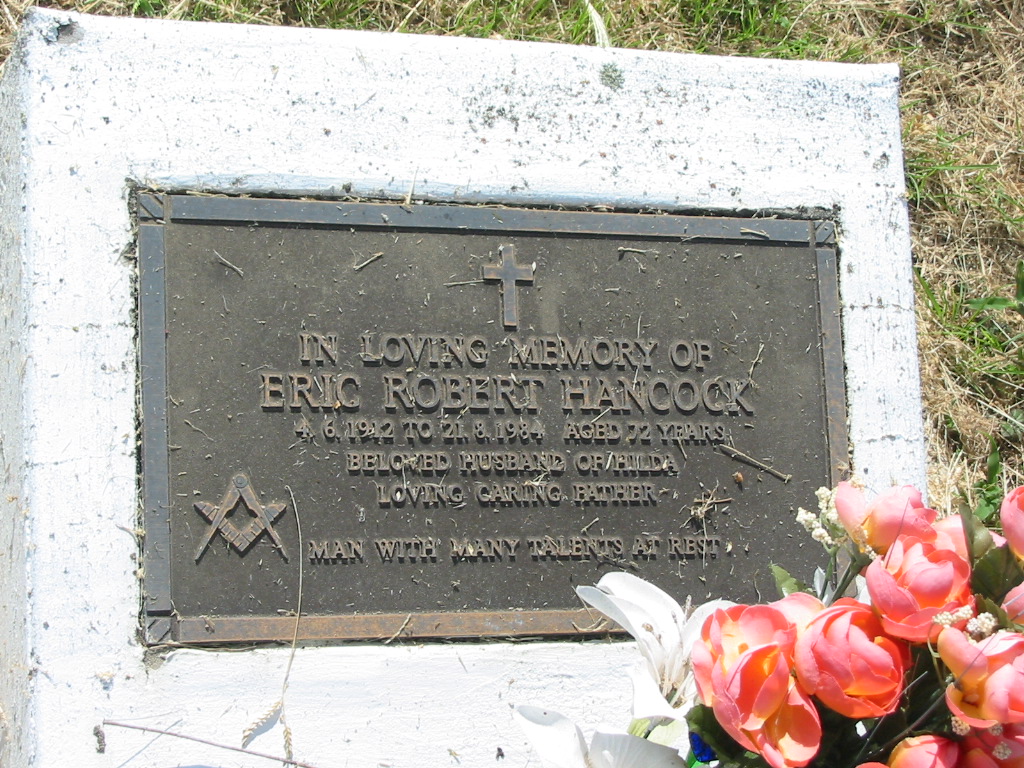 IN LOVING MEMORY OF
ERIC ROBERT HANCOCK
4.6.1912 TO 21.8.1984 AGED 72 YEARS
BELOVED HUSBAND OF HILDA
LOVING CARING FATHER
MAN WITH MANY TALENTS AT REST